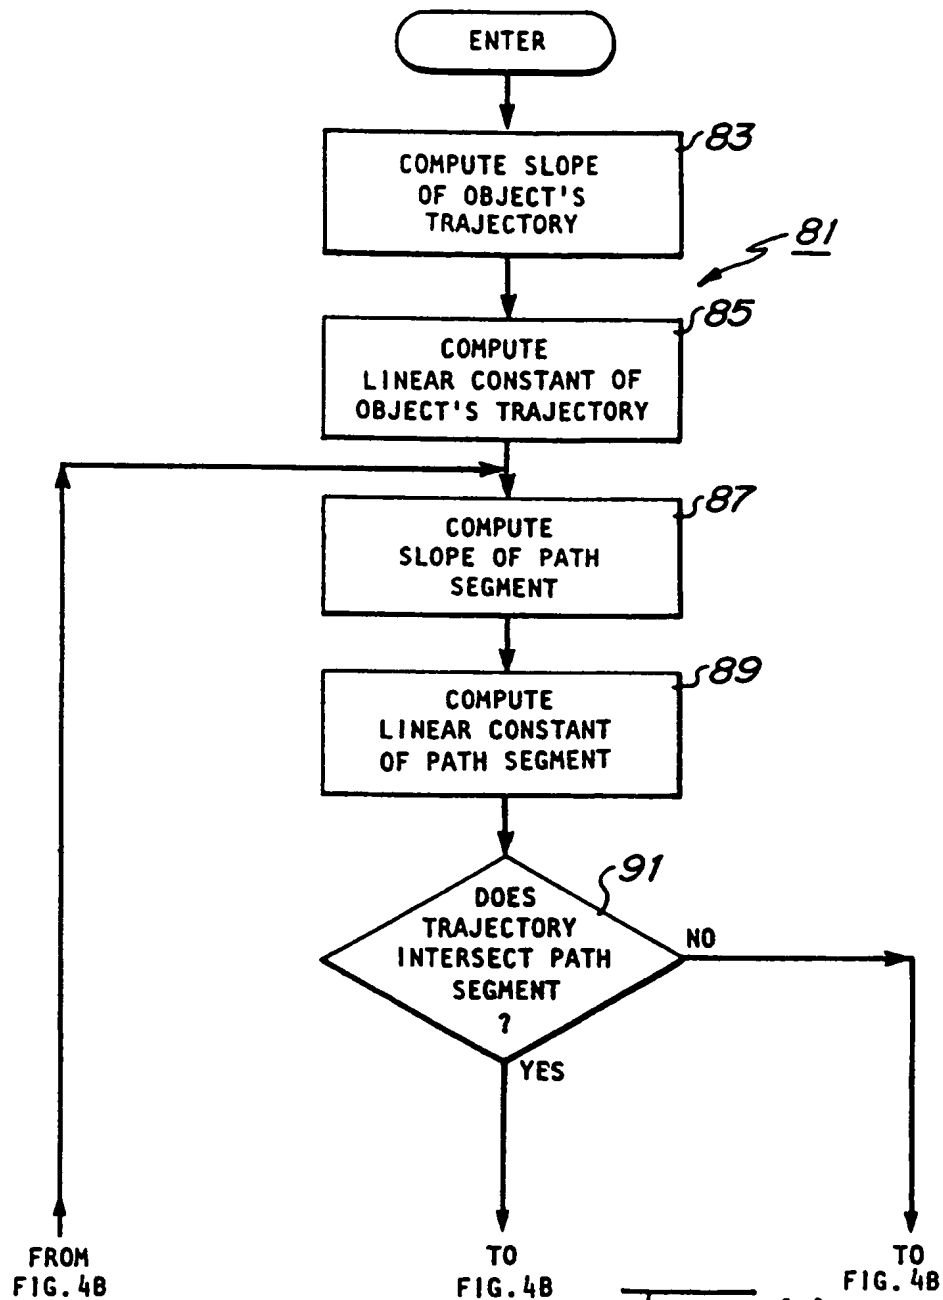 ENTER
83
COMPUTE SLOPE
OF OBJECT'S
TRAJECTORY
81
85
COMPUTE
LINEAR CONSTANT OF
OBJECT'S TRAJECTORY
87
COMPUTE
SLOPE OF PATH
SEGMENT
89
COMPUTE
LINEAR CONSTANT
OF PATH SEGMENT
91
DOES
TRAJECTORY
INTERSECT PATH
SEGMENT
?
NO
YES
FROM
FIG.4B
TO
FIG.4B
TO
FIG.4B